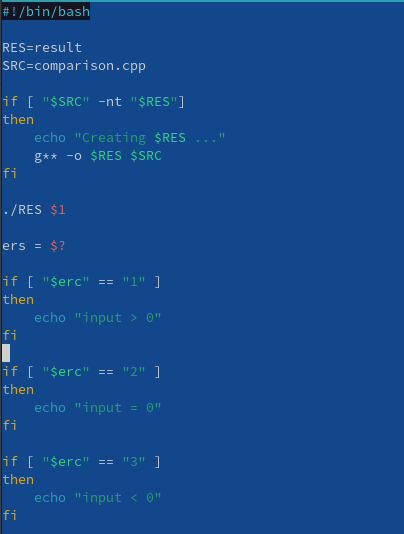 #!/bin/bash
RES=result
SRC=comparison.cpp
if [ "$SRC" -nt "$RES"]
then
echo "Creating $RES ..."
g** -o $RES $SRC
fi
./RES $1
ers = $?
if [ "$erc" == "1" ]
then
echo "input > 0"
fi
if [ "$erc" == "2" ]
then
echo "input = 0"
fi
if [ "$erc" == "3" ]
then
echo "input < 0"
fi